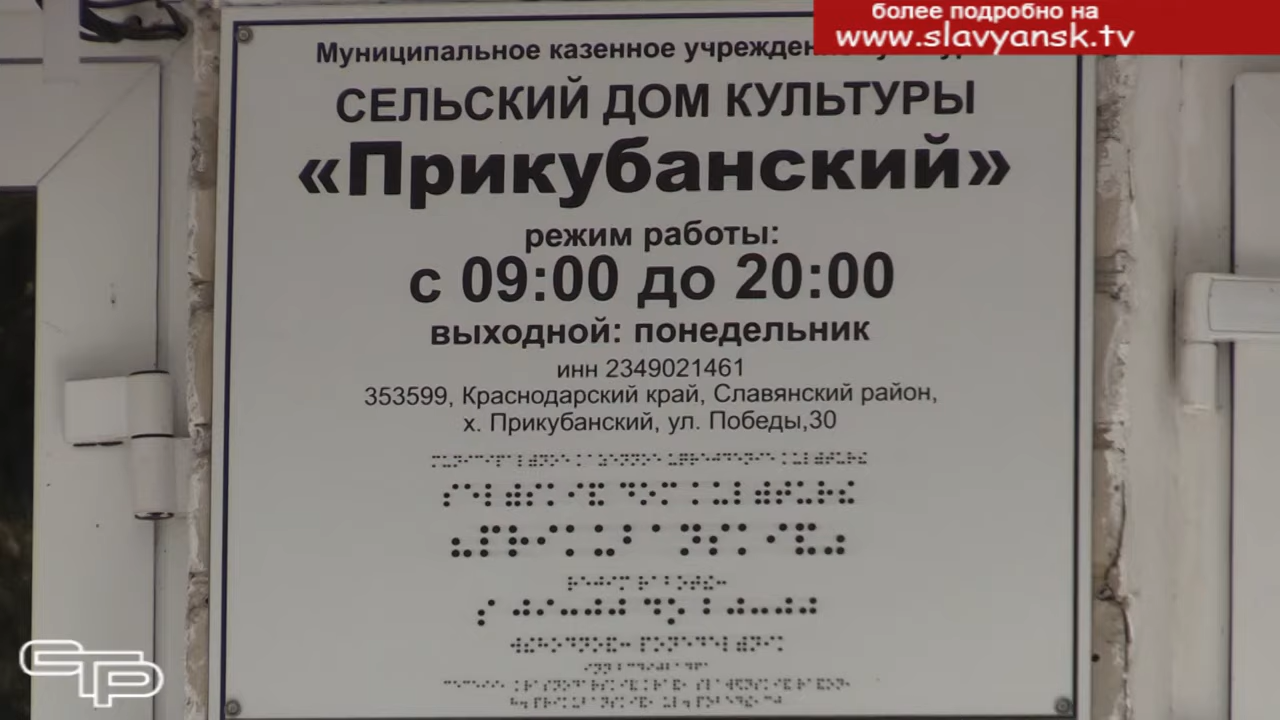 более подробно на
www.slavyansk.tv
Муниципальное казенное
СЕЛЬСКИЙ ДОМ КУЛЬТУРЫ
«Прикубанский»
режим работы:
с 09:00 до 20:00
выходной: понедельник
инн 2349021461
353599, Краснодарский край, Славянский район,
х. Прикубанский, ул. Победы,30
СТР